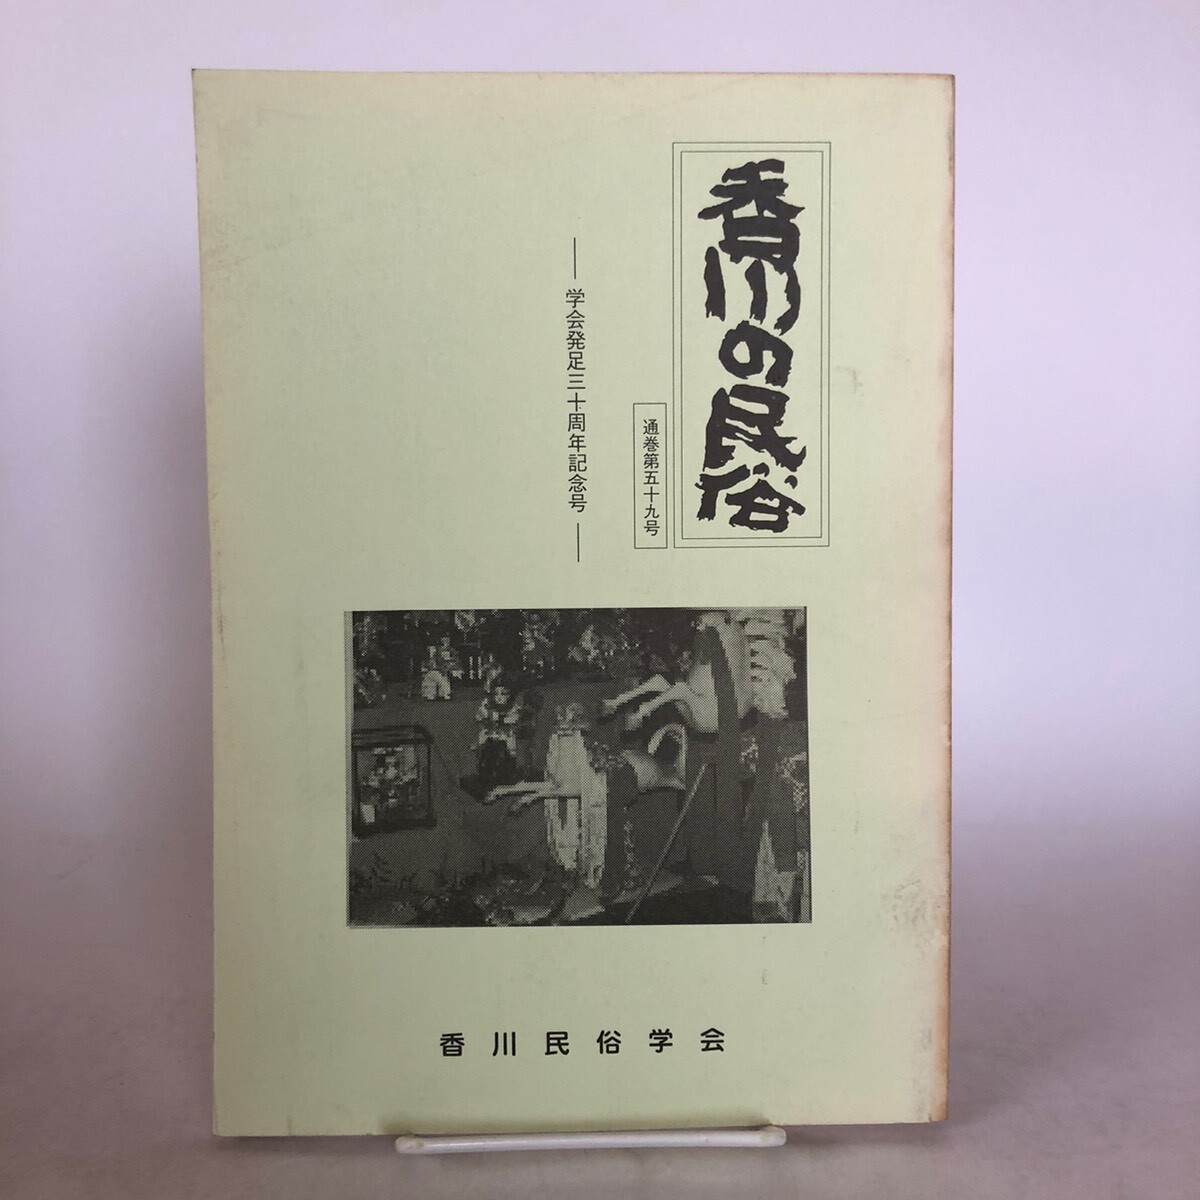 香川の民俗
通巻第五十九号
―学会発足三十周年記念号―
香川民俗学会